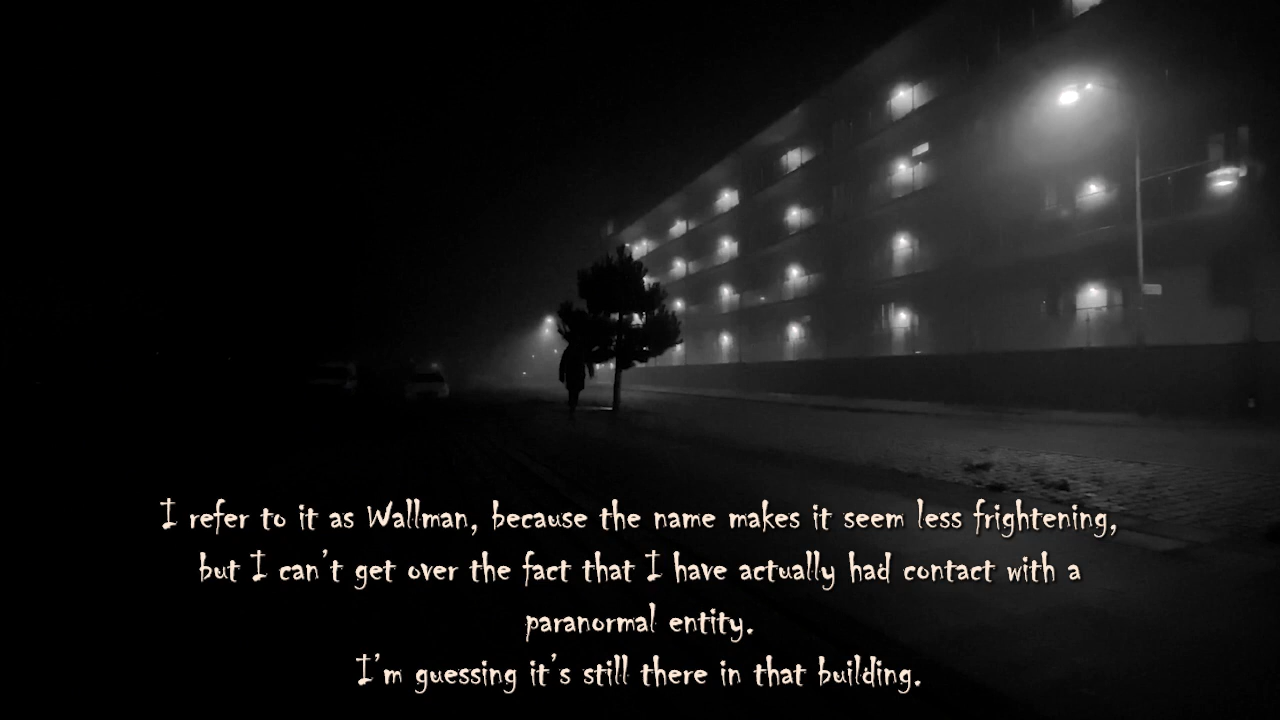 I refer to it as Wallman, because the name makes it seem less frightening,
but I can't get over the fact that I have actually had contact with a
paranormal entity.
I'm guessing it's still there in that building.